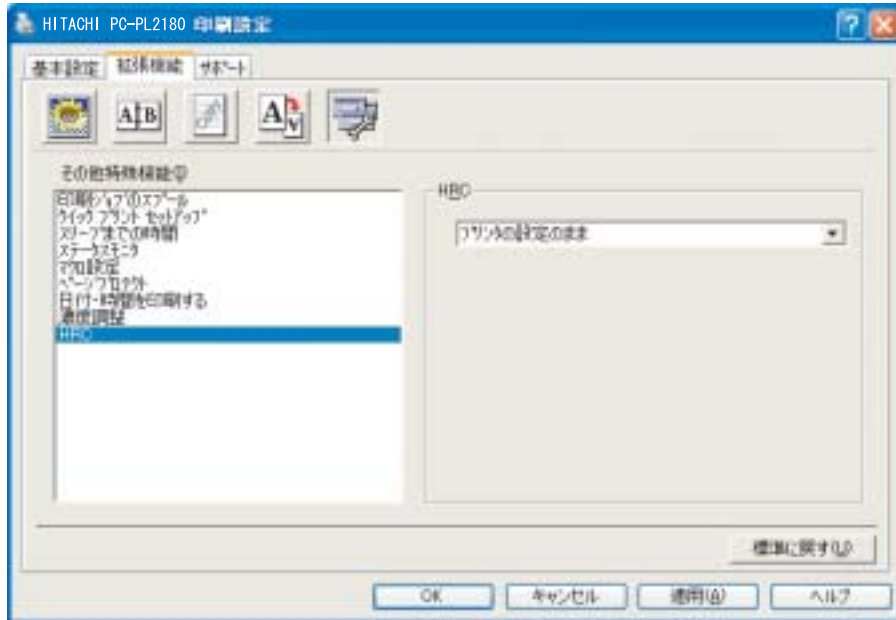 HITACHI PC-PL2180 印刷設定
基本設定 拡張機能 サポート
A B
A
その他特殊機能(I)
印刷ジョブのスプール
クイック プリント セットアップ
スリープまでの時間
ステータスモニタ
マクロ設定
ページプロテクト
日付・時間を印刷する
濃度調整
HRC
HRC
プリンタの設定のまま
標準に戻す(U)
OK キャンセル 適用(A) ヘルプ